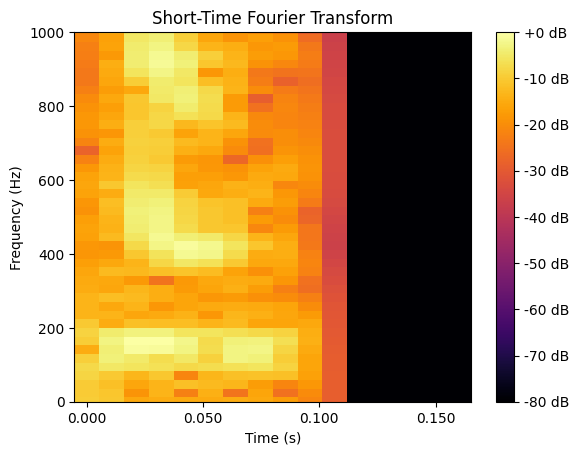 Short-Time Fourier Transform
1000
800
600
400
200
0
Frequency (Hz)
0.000
0.050
0.100
0.150
Time (s)
+0 dB
-10 dB
-20 dB
-30 dB
-40 dB
-50 dB
-60 dB
-70 dB
-80 dB